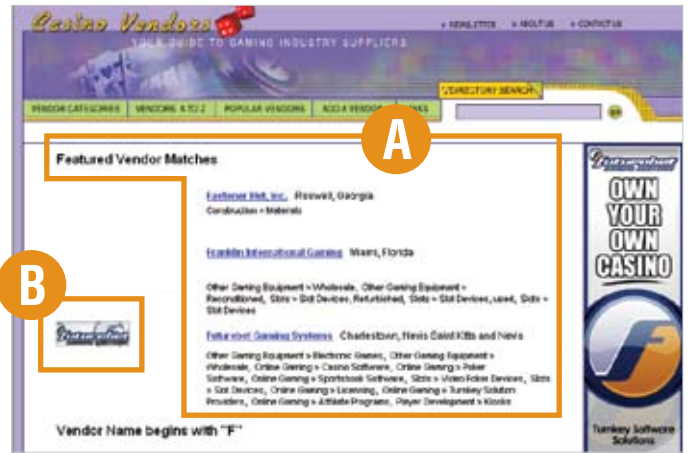 Casino Vendors
YOUR GUIDE TO GAMING INDUSTRY SUPPLIERS
» NEWSLETTER » ABOUT US » CONTACT US
DIRECTORY SEARCH
VENDOR CATEGORIES VENDORS A TO Z POPULAR VENDORS ADD A VENDOR LINKS
A
Featured Vendor Matches
Fastener Hut, Inc. Roswell, Georgia
Construction > Materials
Franklin International Gaming Miami, Florida
Other Gaming Equipment > Wholesale, Other Gaming Equipment >
Reconditioned, Slots > Slot Devices, Refurbished, Slots > Slot Devices, used, Slots >
Slot Devices
B
Futurebet Gaming Systems Charlestown, Nevis Saint Kitts and Nevis
Other Gaming Equipment > Electronic Games, Other Gaming Equipment >
Wholesale, Online Gaming > Casino Software, Online Gaming > Poker
Software, Online Gaming > Sportsbook Software, Slots > Video Poker Devices, Slots
> Slot Devices, Online Gaming > Licensing, Online Gaming > Turnkey Solution
Providers, Online Gaming > Affiliate Programs, Player Development > Kiosks
Vendor Name begins with "F"
OWN
YOUR
OWN
CASINO
Turnkey Software
Solutions